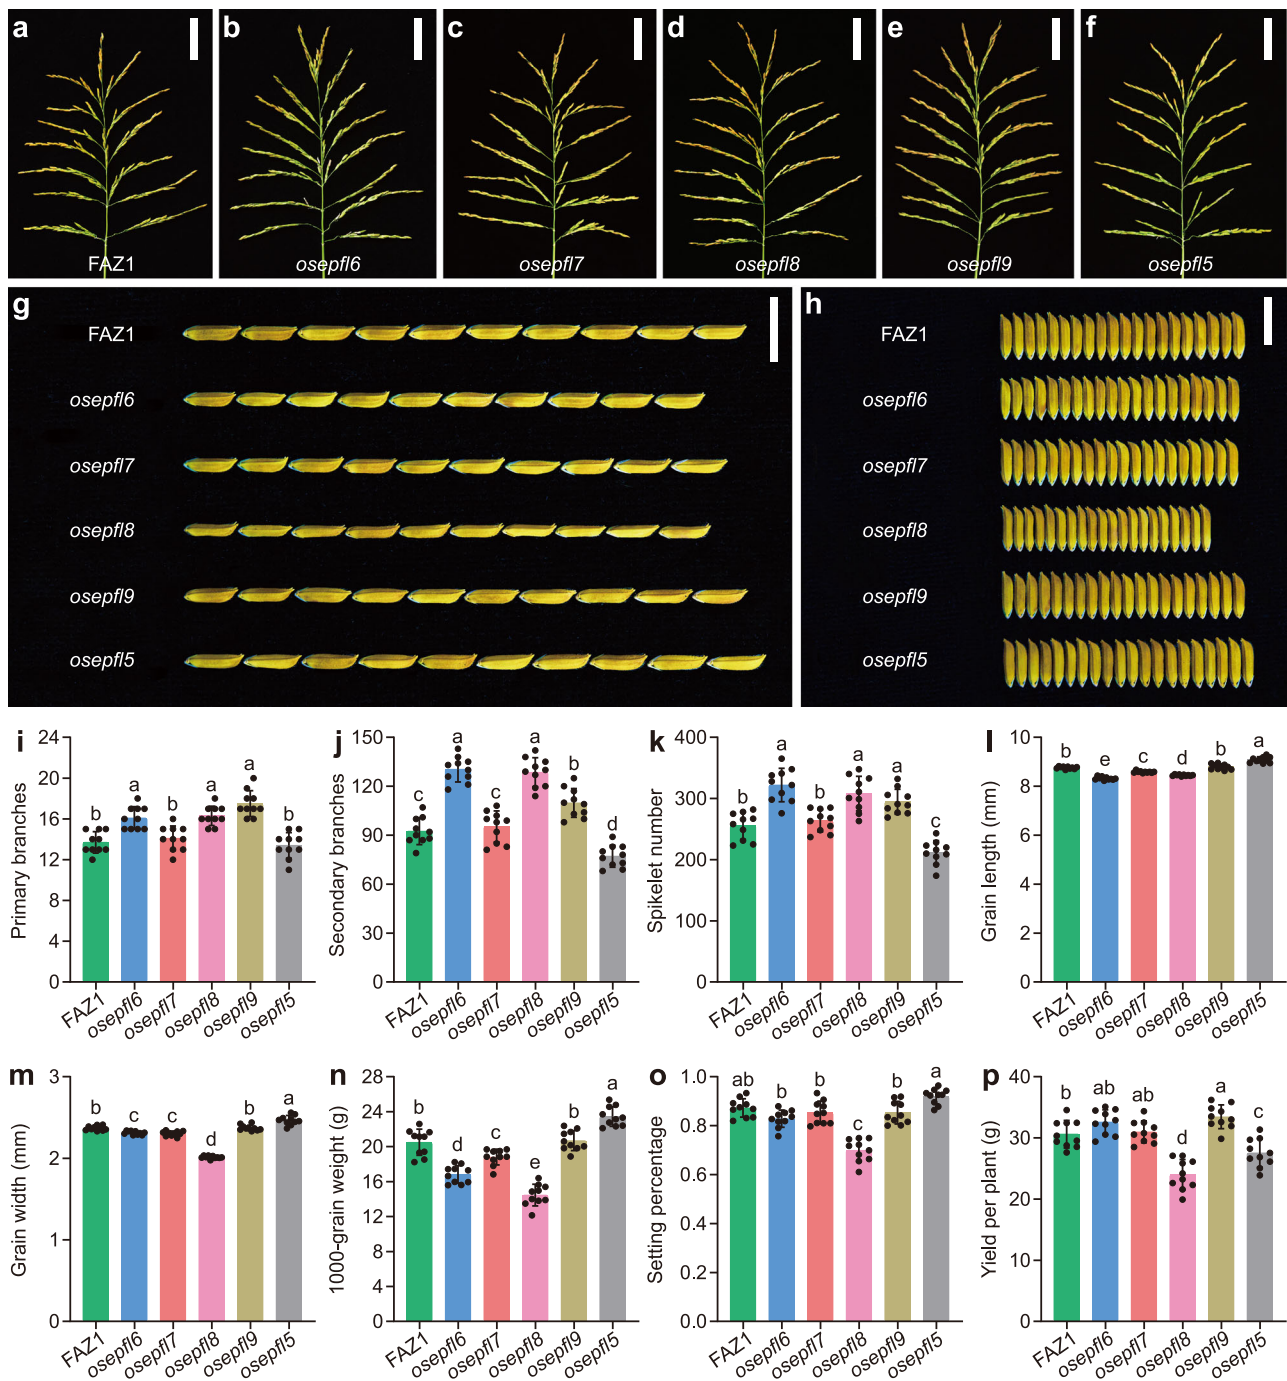 a b c d e f
FAZ1 osepfl6 osepfl7 osepfl8 osepfl9 osepfl5
g
FAZ1
osepfl6
osepfl7
osepfl8
osepfl9
osepfl5
h
FAZ1
osepfl6
osepfl7
osepfl8
osepfl9
osepfl5
i
Primary branches
24
20
16
12
8
4
0
b a b a a b
FAZ1 osepfl6 osepfl7 osepfl8 osepfl9 osepfl5
j
Secondary branches
150
120
90
60
30
0
c a c a b d
FAZ1 osepfl6 osepfl7 osepfl8 osepfl9 osepfl5
k
Spikelet number
400
300
200
100
0
b a b a a c
FAZ1 osepfl6 osepfl7 osepfl8 osepfl9 osepfl5
l
Grain length (mm)
10
8
6
4
2
0
b e c d b a
FAZ1 osepfl6 osepfl7 osepfl8 osepfl9 osepfl5
m
Grain width (mm)
3
2
1
0
b c c d b a
FAZ1 osepfl6 osepfl7 osepfl8 osepfl9 osepfl5
n
1000-grain weight (g)
28
24
20
16
12
8
4
0
b d c e b a
FAZ1 osepfl6 osepfl7 osepfl8 osepfl9 osepfl5
o
Setting percentage
1.0
0.8
0.6
0.4
0.2
0.0
ab b b c b a
FAZ1 osepfl6 osepfl7 osepfl8 osepfl9 osepfl5
p
Yield per plant (g)
40
30
20
10
0
b ab ab d a c
FAZ1 osepfl6 osepfl7 osepfl8 osepfl9 osepfl5